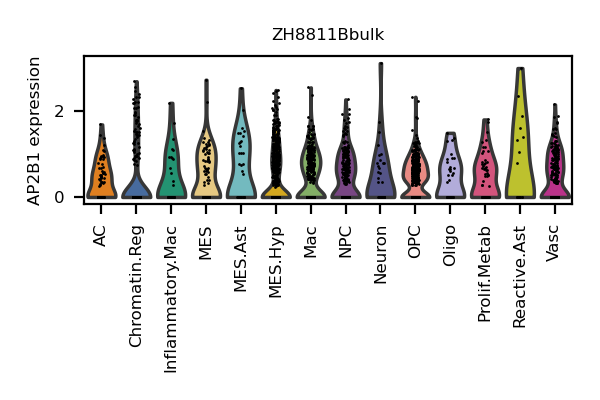 ZH8811Bbulk
AP2B1 expression
2
0
AC
Chromatin.Reg
Inflammatory.Mac
MES
MES.Ast
MES.Hyp
Mac
NPC
Neuron
OPC
Oligo
Prolif.Metab
Reactive.Ast
Vasc